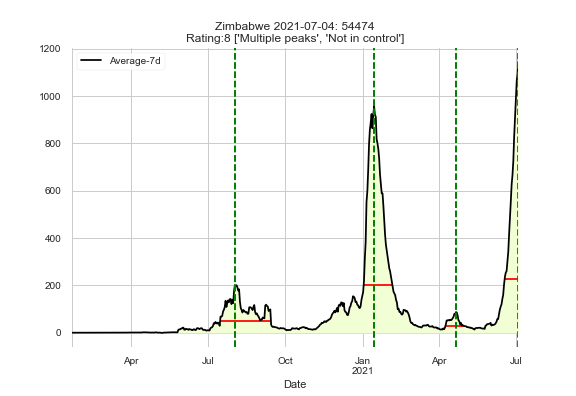 Zimbabwe 2021-07-04: 54474
Rating:8 ['Multiple peaks', 'Not in control']
Average-7d
1200
1000
800
600
400
200
0
Apr
Jul
Oct
Jan
2021
Apr
Jul
Date